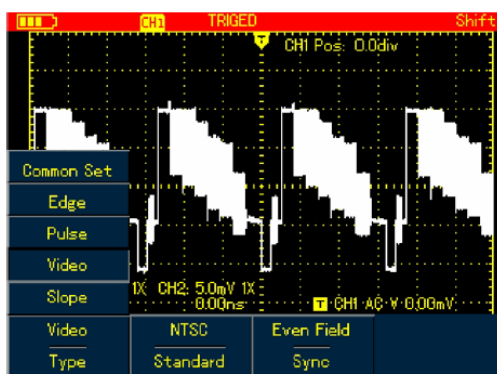 CH1 TRIGED Shift
T CH1 Pos: 0.0div
Common Set
Edge
Pulse
Video
Slope
1X CH2: 5.0mV 1X
0.00ns T CH1 AC V 0.00mV
Video NTSC Even Field
Type Standard Sync